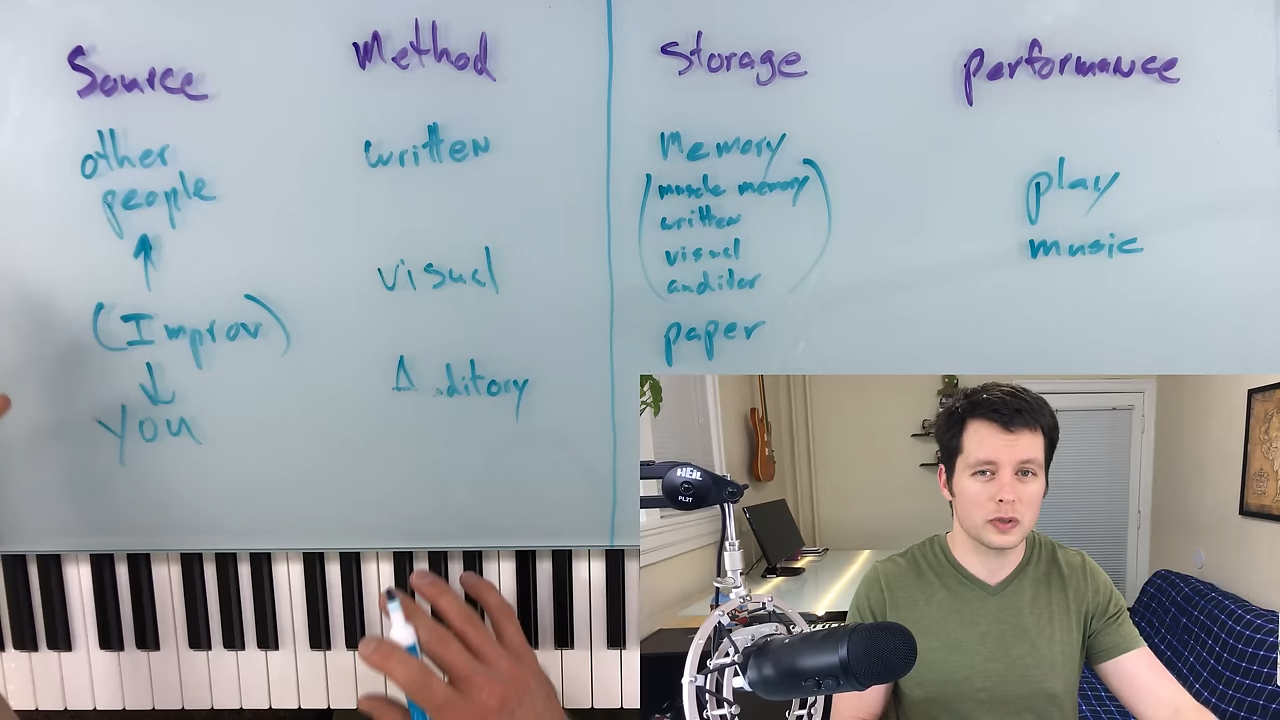 Source
other
people
(Improv)
you
Method
written
visual
A.ditory
Storage
Memory
(muscle memory
written
visual
auditor)
paper
performance
play
music
HEiL
PL2T